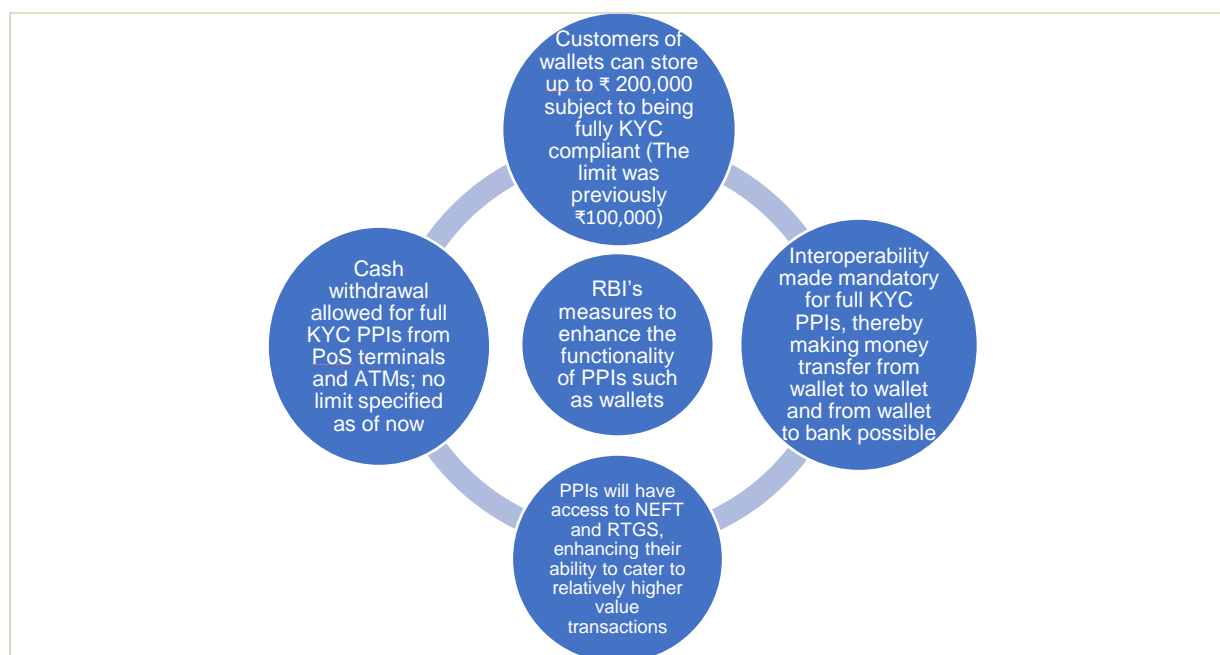 Customers of
wallets can store
up to ₹ 200,000
subject to being
fully KYC
compliant (The
limit was
previously
₹100,000)
Cash
withdrawal
allowed for full
KYC PPIs from
PoS terminals
and ATMs; no
limit specified
as of now
RBI's
measures to
enhance the
functionality
of PPIs such
as wallets
Interoperability
made mandatory
for full KYC
PPIs, thereby
making money
transfer from
wallet to wallet
and from wallet
to bank possible
PPIs will have
access to NEFT
and RTGS,
enhancing their
ability to cater to
relatively higher
value
transactions